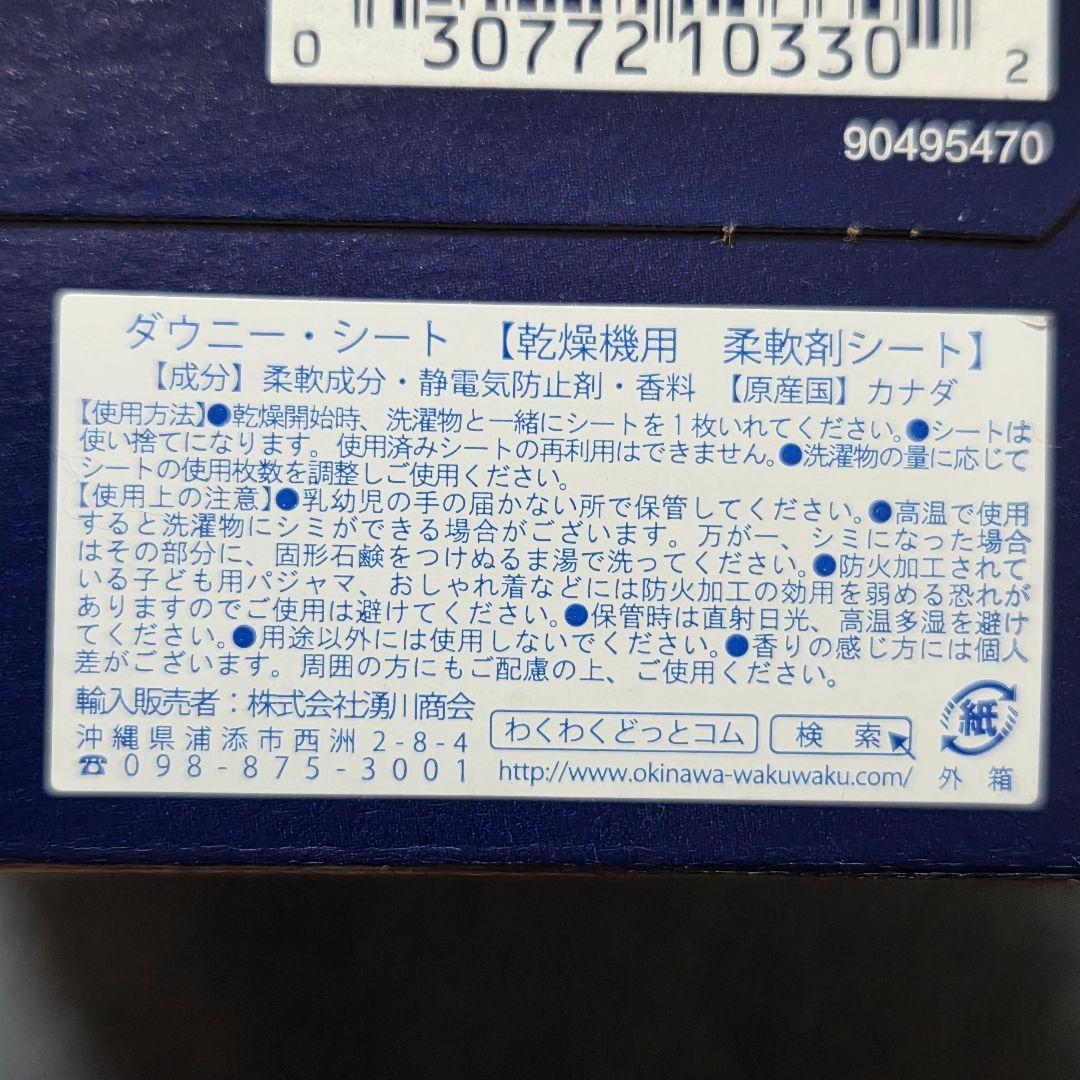 0 30772 10330 2
90495470
ダウニー・シート 【乾燥機用 柔軟剤シート】
【成分】柔軟成分・静電気防止剤・香料 【原産国】カナダ
【使用方法】●乾燥開始時、洗濯物と一緒にシートを1枚いれてください。●シートは
使い捨てになります。使用済みシートの再利用はできません。●洗濯物の量に応じて
シートの使用枚数を調整しご使用ください。
【使用上の注意】●乳幼児の手の届かない所で保管してください。●高温で使用
すると洗濯物にシミができる場合がございます。万が一、シミになった場合
はその部分に、固形石鹸をつけぬるま湯で洗ってください。●防火加工されて
いる子ども用パジャマ、おしゃれ着などには防火加工の効用を弱める恐れが
ありますのでご使用は避けてください。●保管時は直射日光、高温多湿を避け
てください。●用途以外には使用しないでください。●香りの感じ方には個人
差がございます。周囲の方にもご配慮の上、ご使用ください。
輸入販売者：株式会社湧川商会
沖縄県浦添市西洲2-8-4
☎098-875-3001
わくわくどっとコム 検索
http://www.okinawa-wakuwaku.com/
紙
外箱